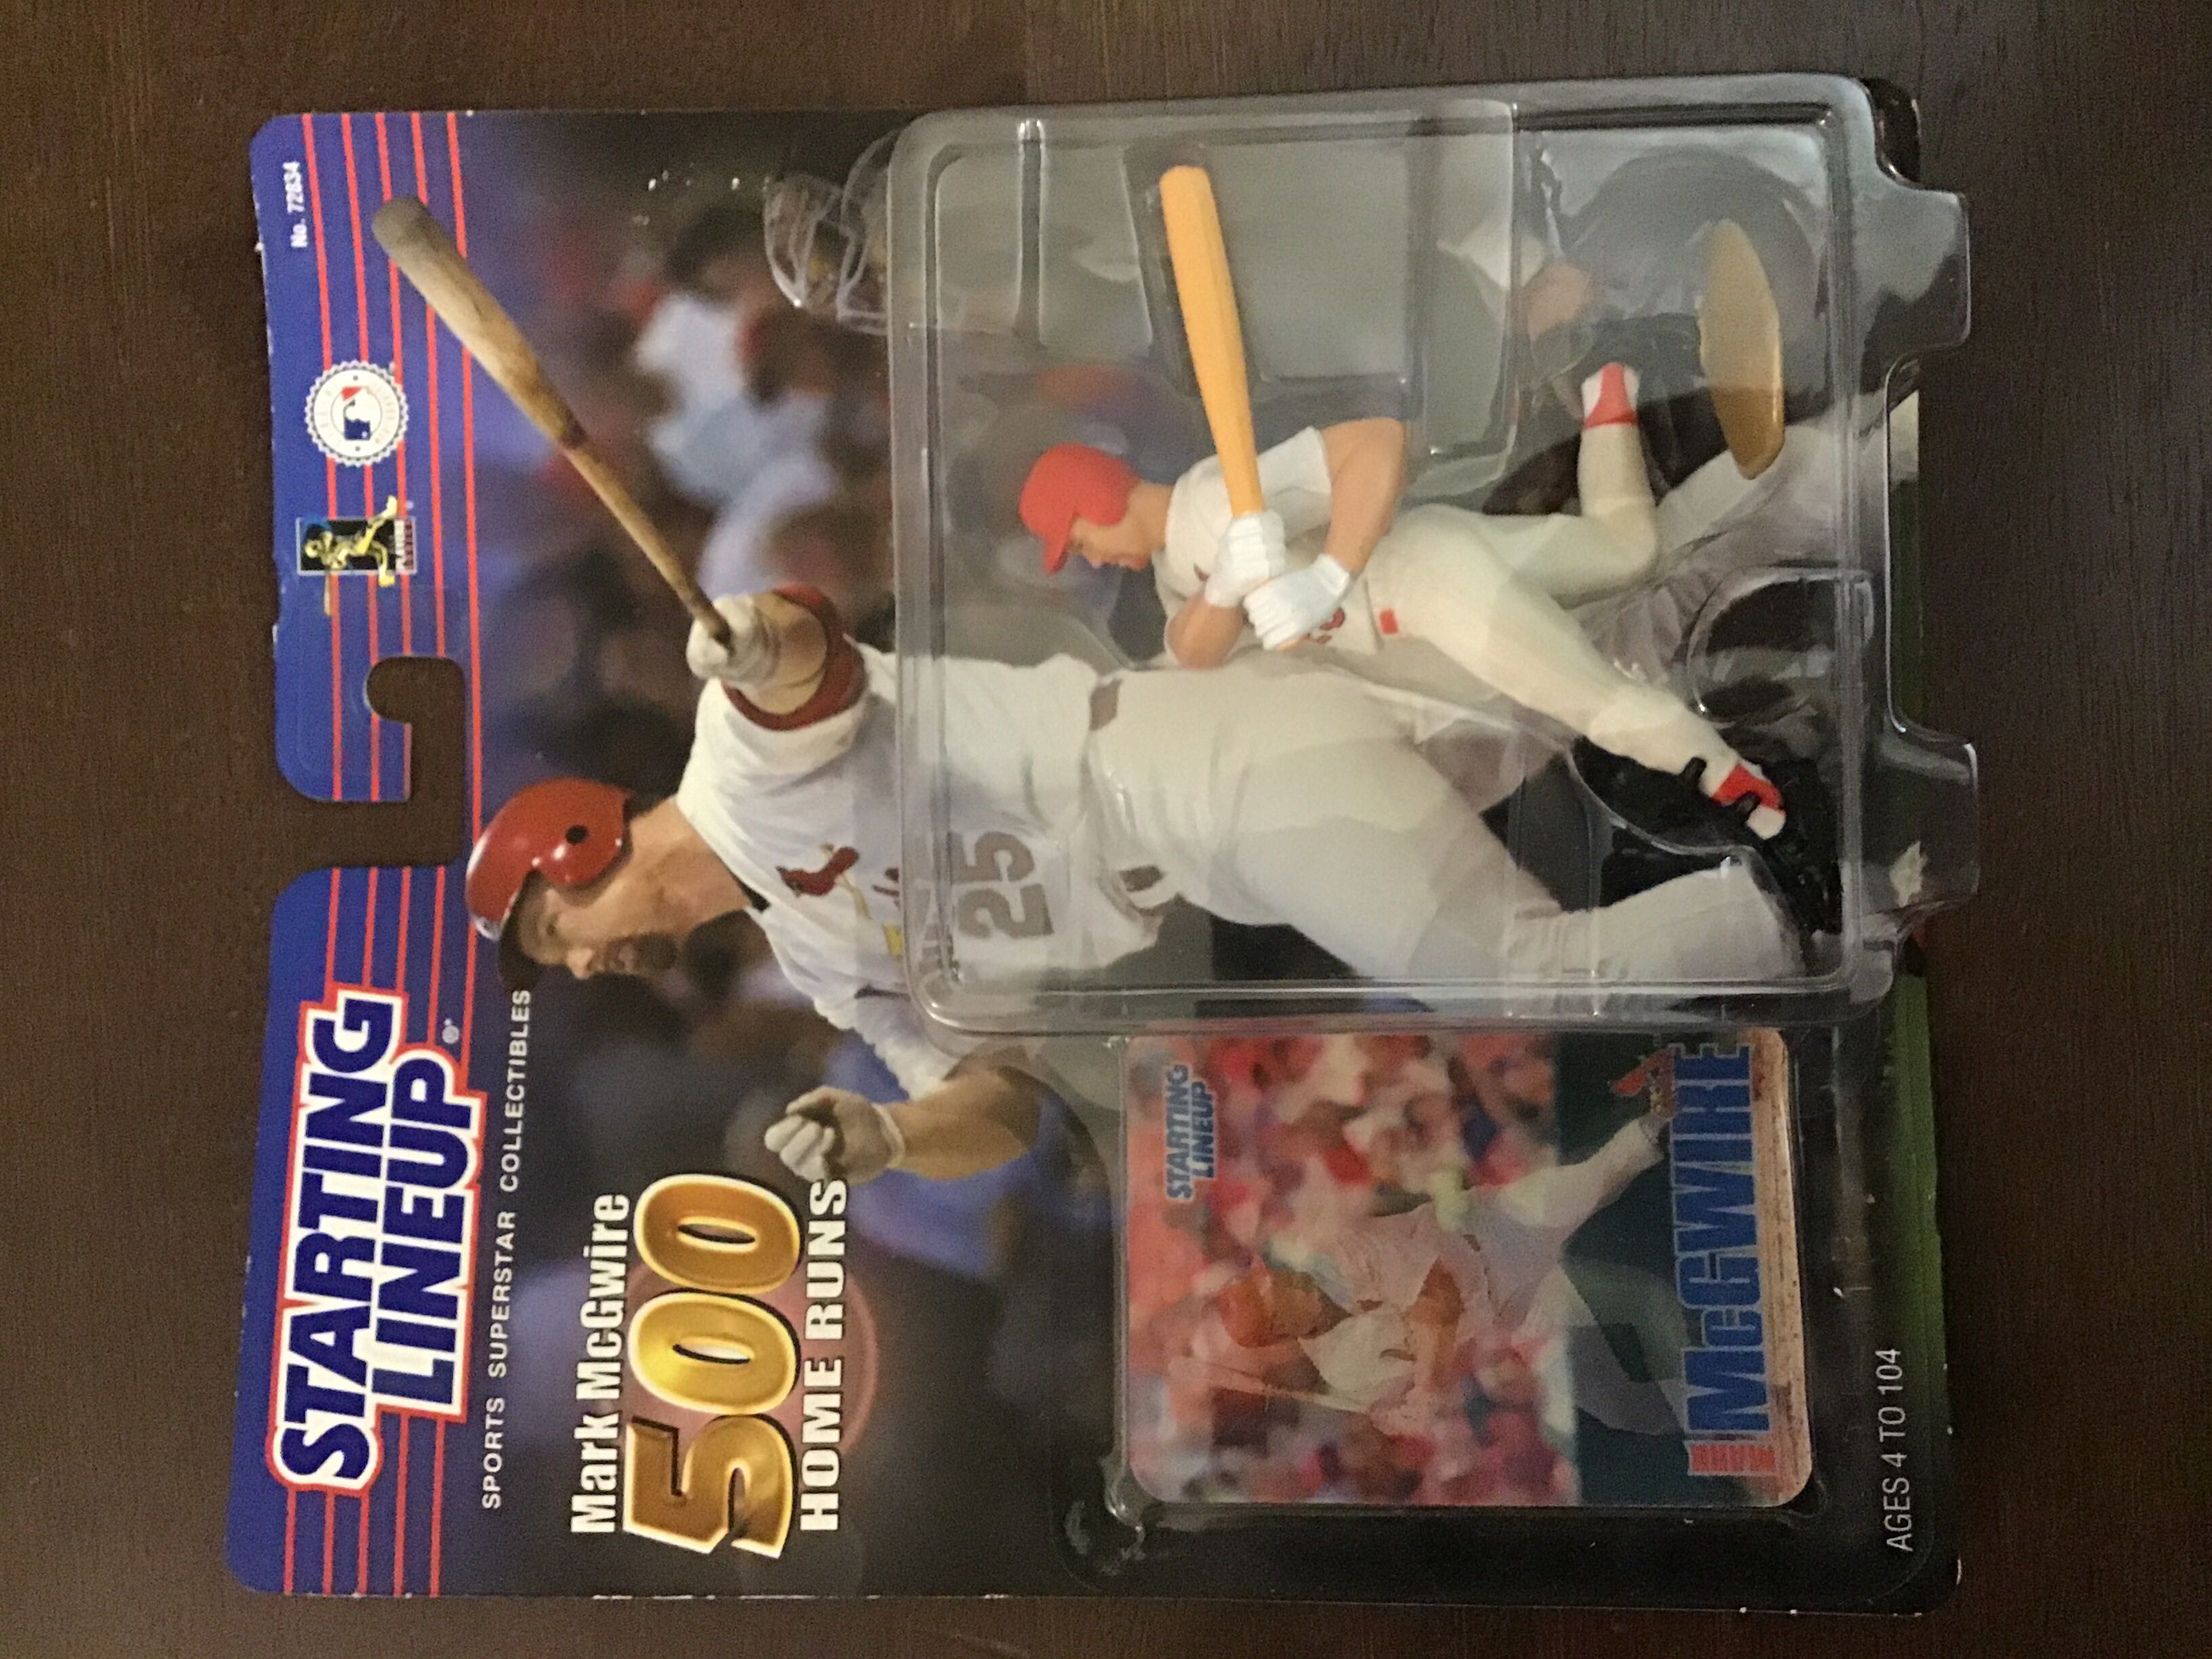 No. 72834
STARTING
LINEUP
®*
SPORTS SUPERSTAR COLLECTIBLES
Mark McGwire
500
HOME RUNS
25
STARTING
LINEUP
McGWIRE
AGES 4 TO 104